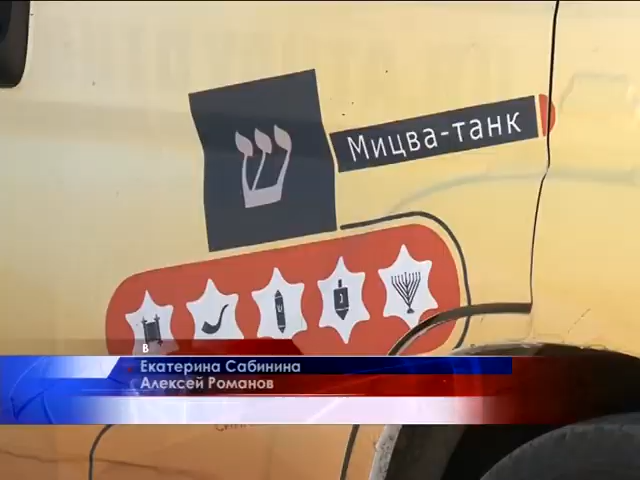 ש
Мицва-танк
В
Екатерина Сабинина
Алексей Романов